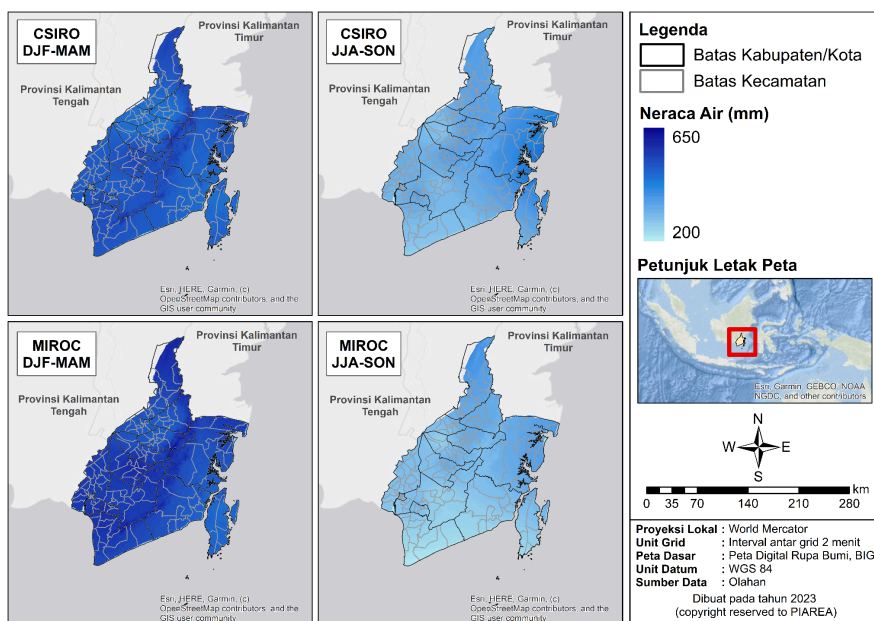 CSIRO
DJF-MAM
Provinsi Kalimantan
Timur
Provinsi Kalimantan
Tengah
Esri, HERE, Garmin, (c)
OpenStreetMap contributors, and the
GIS user community
CSIRO
JJA-SON
Provinsi Kalimantan
Timur
Provinsi Kalimantan
Tengah
Esri, HERE, Garmin, (c)
OpenStreetMap contributors, and the
GIS user community
MIROC
DJF-MAM
Provinsi Kalimantan
Timur
Provinsi Kalimantan
Tengah
Esri, HERE, Garmin, (c)
OpenStreetMap contributors, and the
GIS user community
MIROC
JJA-SON
Provinsi Kalimantan
Timur
Provinsi Kalimantan
Tengah
Esri, HERE, Garmin, (c)
OpenStreetMap contributors, and the
GIS user community
Legenda
Batas Kabupaten/Kota
Batas Kecamatan
Neraca Air (mm)
650
200
Petunjuk Letak Peta
Esri, Garmin, GEBCO, NOAA
NGDC, and other contributors
N
W E
S
km
0 35 70 140 210 280
Proyeksi Lokal : World Mercator
Unit Grid : Interval antar grid 2 menit
Peta Dasar : Peta Digital Rupa Bumi, BIG
Unit Datum : WGS 84
Sumber Data : Olahan
Dibuat pada tahun 2023
(copyright reserved to PIAREA)